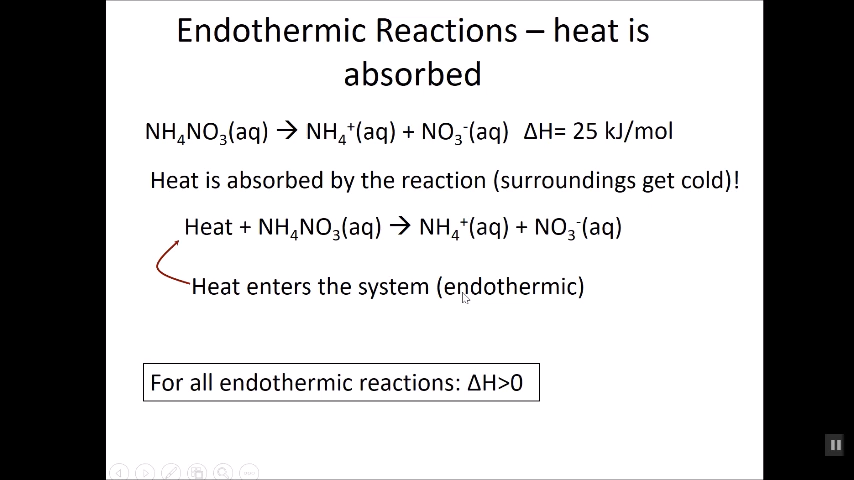 Endothermic Reactions – heat is
absorbed
NH₄NO₃(aq) → NH₄⁺(aq) + NO₃⁻(aq) ΔH= 25 kJ/mol
Heat is absorbed by the reaction (surroundings get cold)!
Heat + NH₄NO₃(aq) → NH₄⁺(aq) + NO₃⁻(aq)
Heat enters the system (endothermic)
For all endothermic reactions: ΔH>0